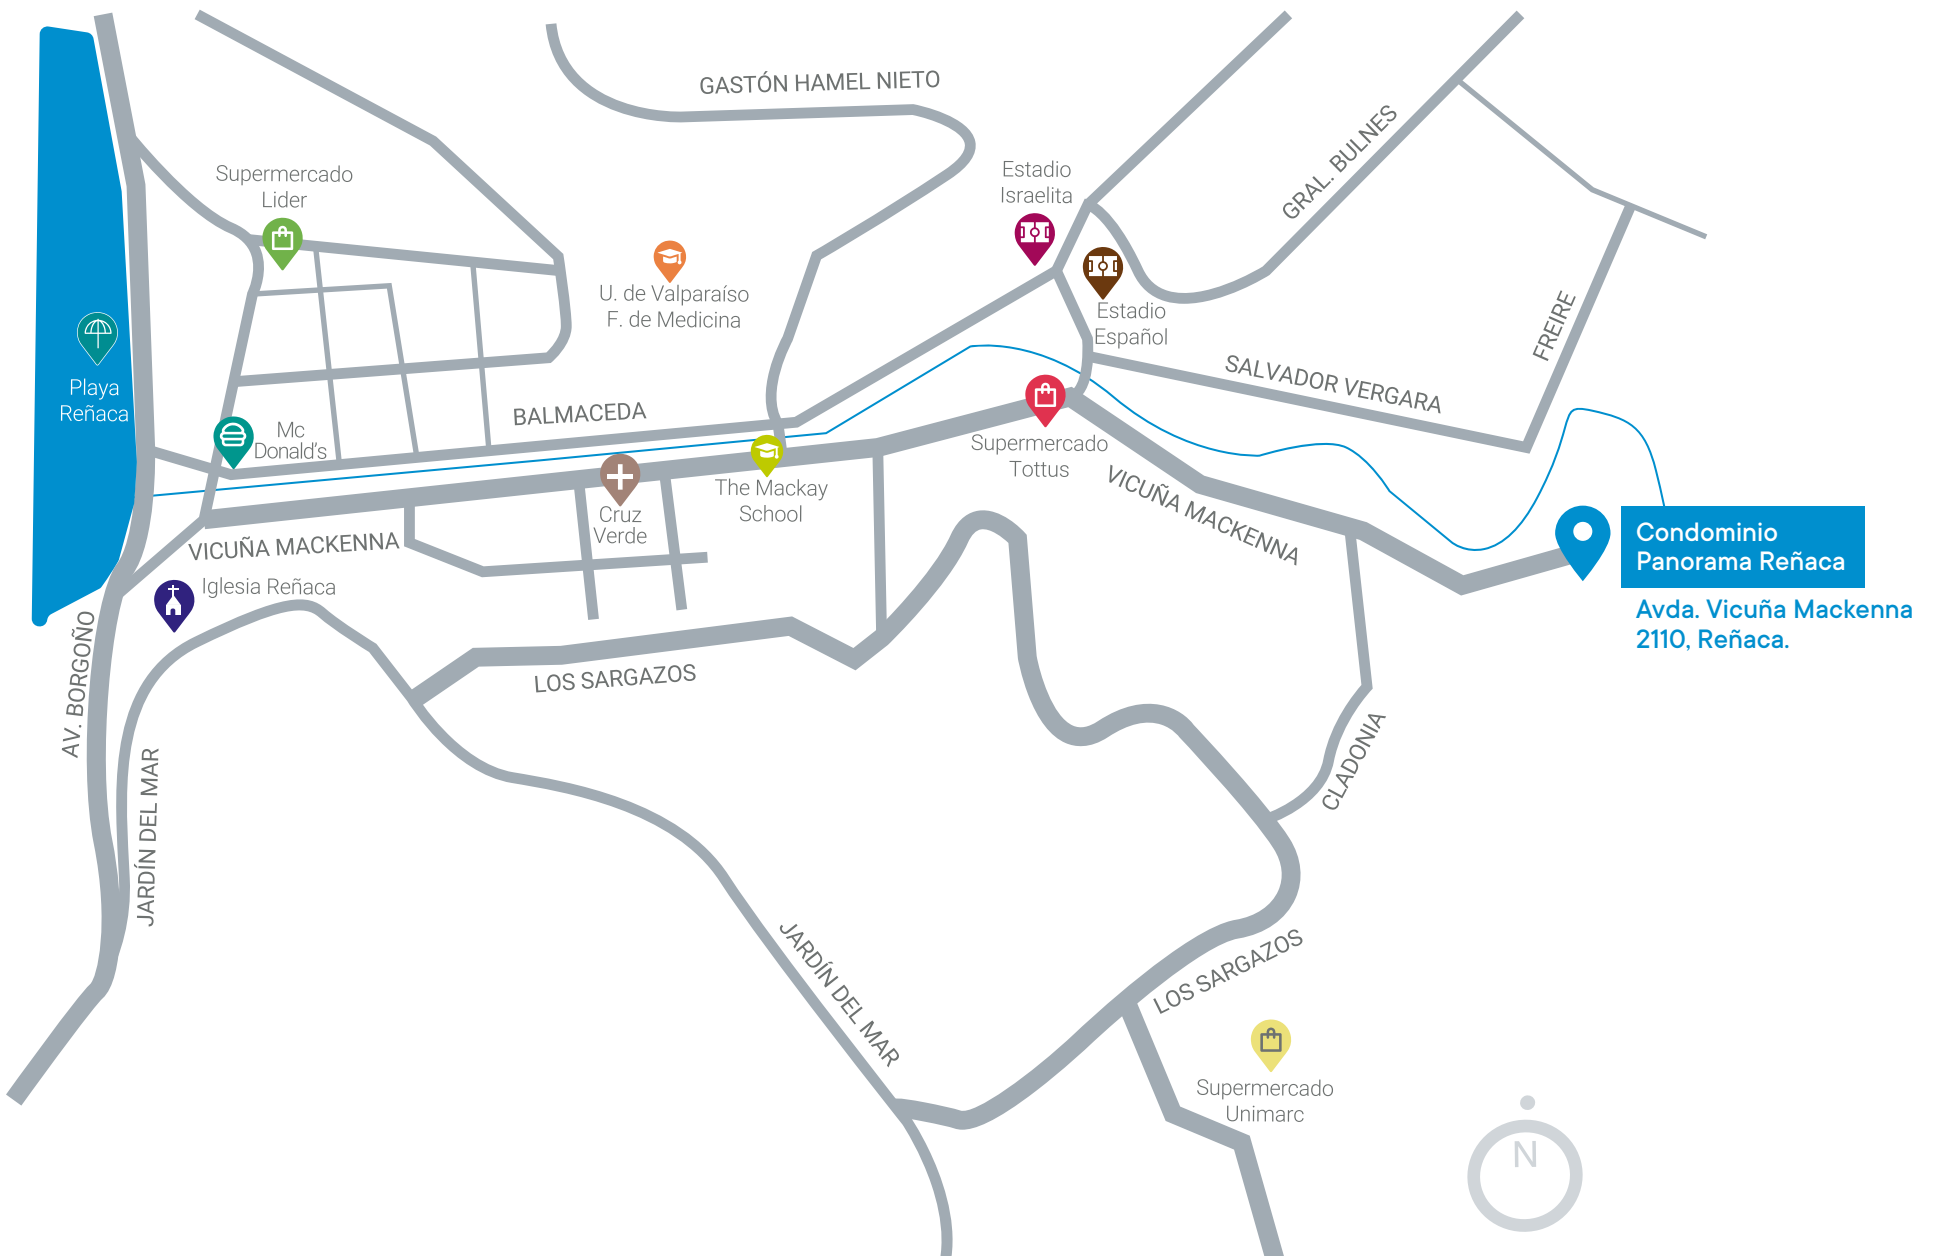 GASTÓN HAMEL NIETO
GRAL. BULNES
Supermercado
Lider
Estadio
Israelita
U. de Valparaíso
F. de Medicina
Estadio
Español
FREIRE
Playa
Reñaca
SALVADOR VERGARA
BALMACEDA
Mc
Donald's
Supermercado
Tottus
The Mackay
School
Cruz
Verde
VICUÑA MACKENNA
VICUÑA MACKENNA
Condominio
Panorama Reñaca
Avda. Vicuña Mackenna
2110, Reñaca.
Iglesia Reñaca
AV. BORGOÑO
LOS SARGAZOS
CLADONIA
JARDÍN DEL MAR
JARDÍN DEL MAR
LOS SARGAZOS
Supermercado
Unimarc
N